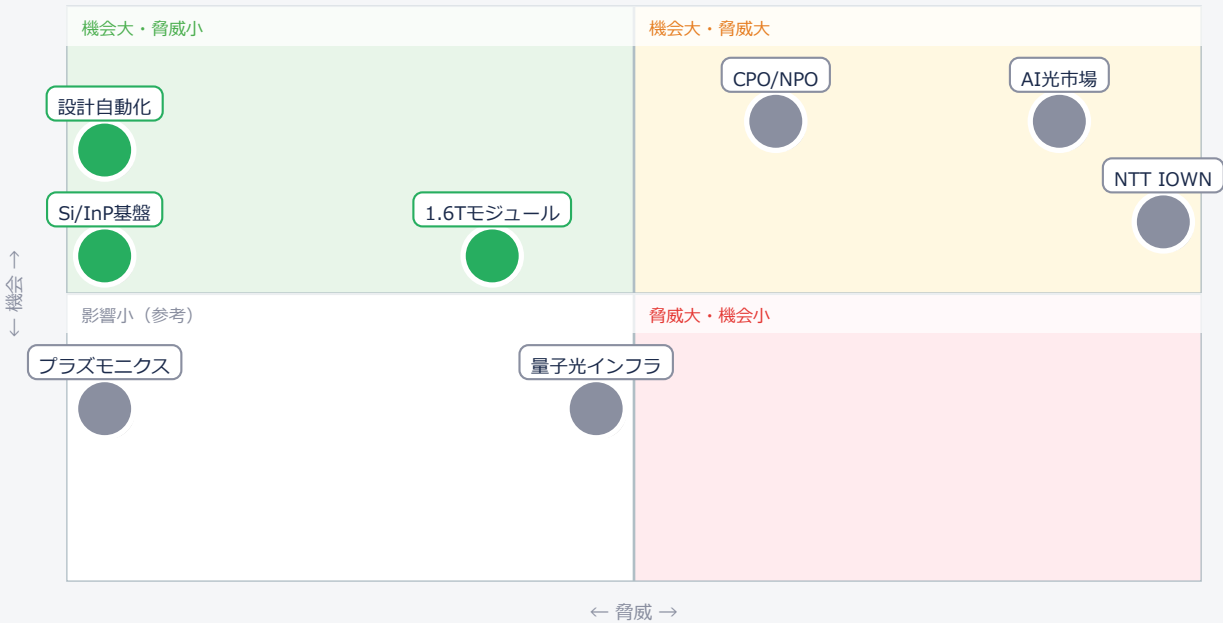 機会大・脅威小
機会大・脅威大
CPO/NPO
AI光市場
設計自動化
NTT IOWN
Si/InP基盤
1.6Tモジュール
← 機会 →
影響小（参考）
脅威大・機会小
プラズモニクス
量子光インフラ
← 脅威 →